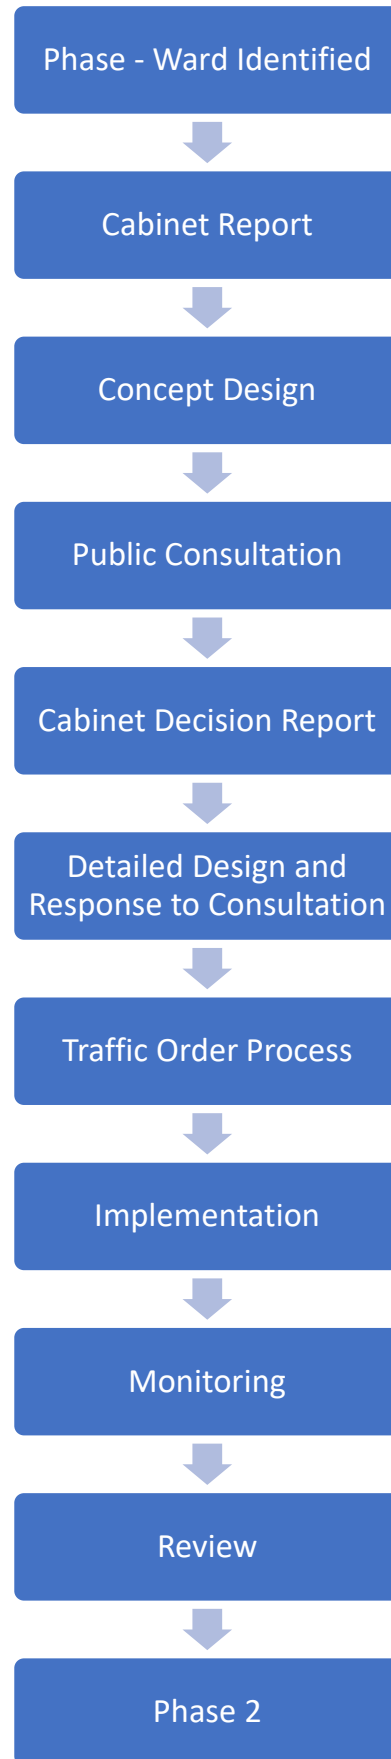 Phase - Ward Identified
Cabinet Report
Concept Design
Public Consultation
Cabinet Decision Report
Detailed Design and
Response to Consultation
Traffic Order Process
Implementation
Monitoring
Review
Phase 2